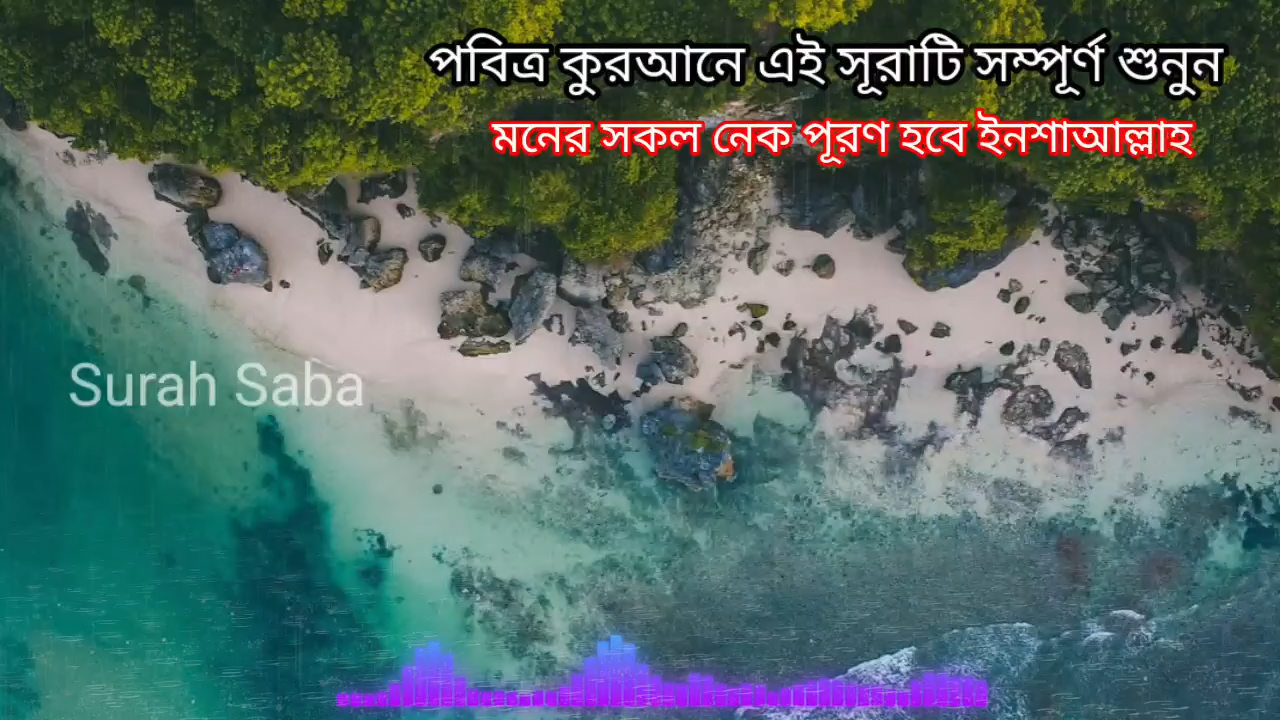 পবিত্র কুরআনে এই সূরাটি সম্পূর্ণ শুনুন
মনের সকল নেক পূরণ হবে ইনশাআল্লাহ
Surah Saba